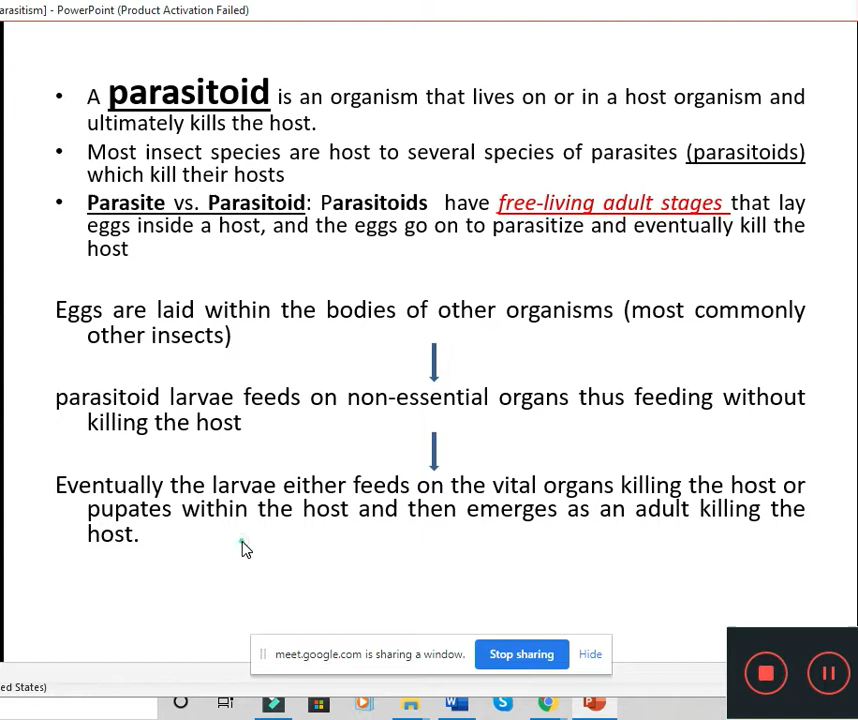 arasitism] - PowerPoint (Product Activation Failed)
• A parasitoid is an organism that lives on or in a host organism and
ultimately kills the host.
• Most insect species are host to several species of parasites (parasitoids)
which kill their hosts
• Parasite vs. Parasitoid: Parasitoids have free-living adult stages that lay
eggs inside a host, and the eggs go on to parasitize and eventually kill the
host
Eggs are laid within the bodies of other organisms (most commonly
other insects)
parasitoid larvae feeds on non-essential organs thus feeding without
killing the host
Eventually the larvae either feeds on the vital organs killing the host or
pupates within the host and then emerges as an adult killing the
host.
meet.google.com is sharing a window. Stop sharing Hide
ed States)